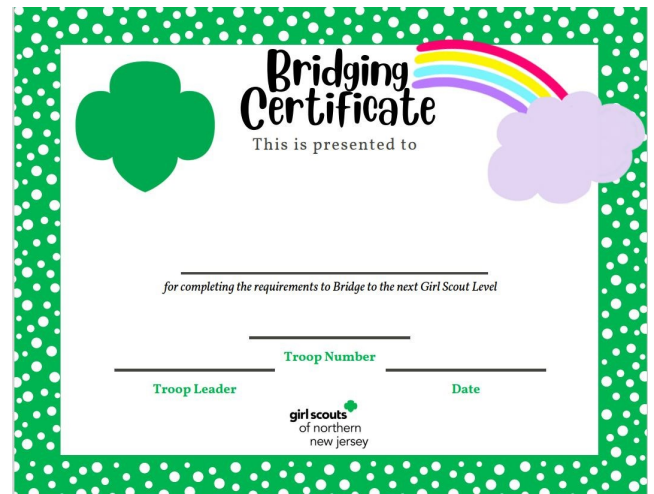 Bridging
Certificate
This is presented to
for completing the requirements to Bridge to the next Girl Scout Level
Troop Number
Troop Leader
Date
girl scouts
of northern
new jersey